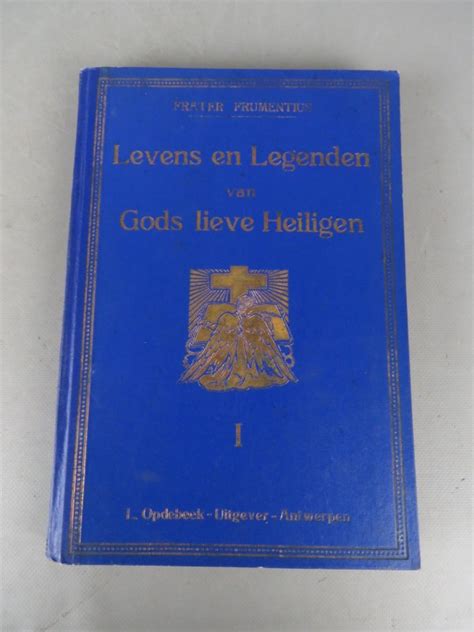 FRATER FRUMENTIUS
Levens en Legenden
van
Gods lieve Heiligen
I
L. Opdebeek - Uitgever - Antwerpen